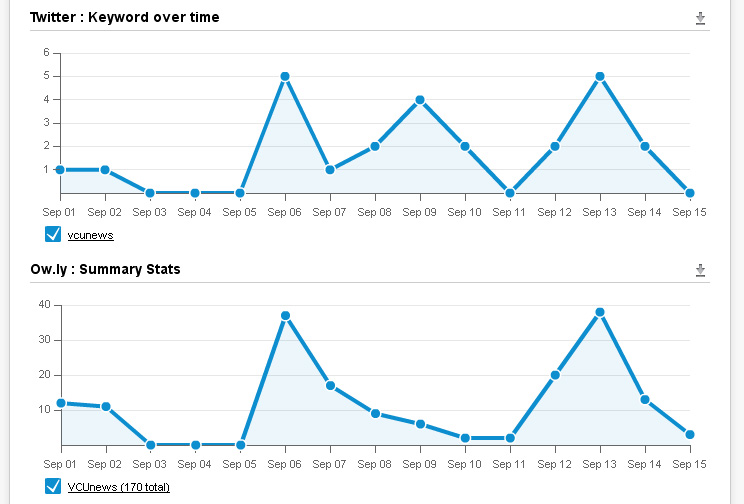 Twitter : Keyword over time
6
5
4
3
2
1
Sep 01 Sep 02 Sep 03 Sep 04 Sep 05 Sep 06 Sep 07 Sep 08 Sep 09 Sep 10 Sep 11 Sep 12 Sep 13 Sep 14 Sep 15
vcunews
Ow.ly : Summary Stats
40
30
20
10
Sep 01 Sep 02 Sep 03 Sep 04 Sep 05 Sep 06 Sep 07 Sep 08 Sep 09 Sep 10 Sep 11 Sep 12 Sep 13 Sep 14 Sep 15
VCUnews (170 total)